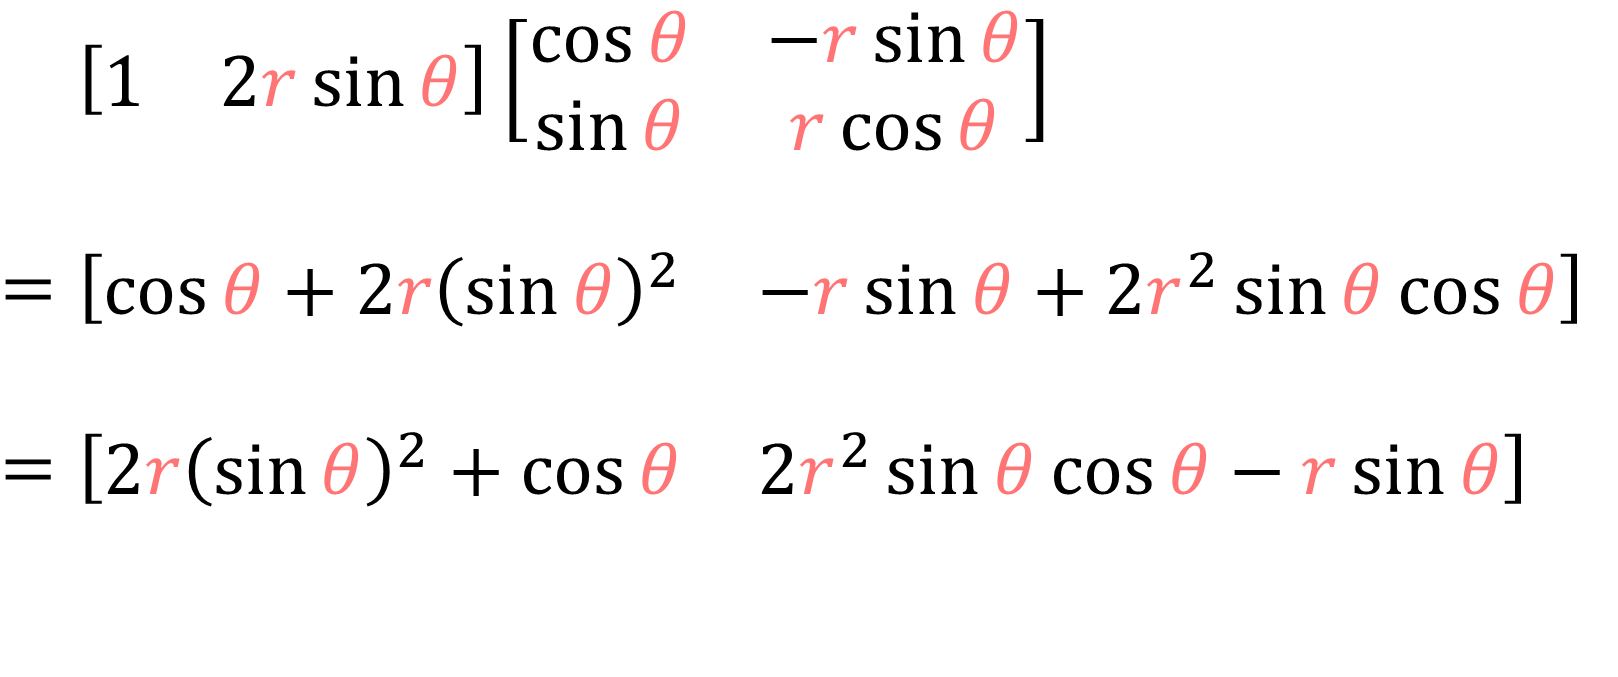 [1 2r sin θ] [cos θ −r sin θ
sin θ r cos θ]
= [cos θ + 2r(sin θ)² −r sin θ + 2r² sin θ cos θ]
= [2r(sin θ)² + cos θ 2r² sin θ cos θ − r sin θ]